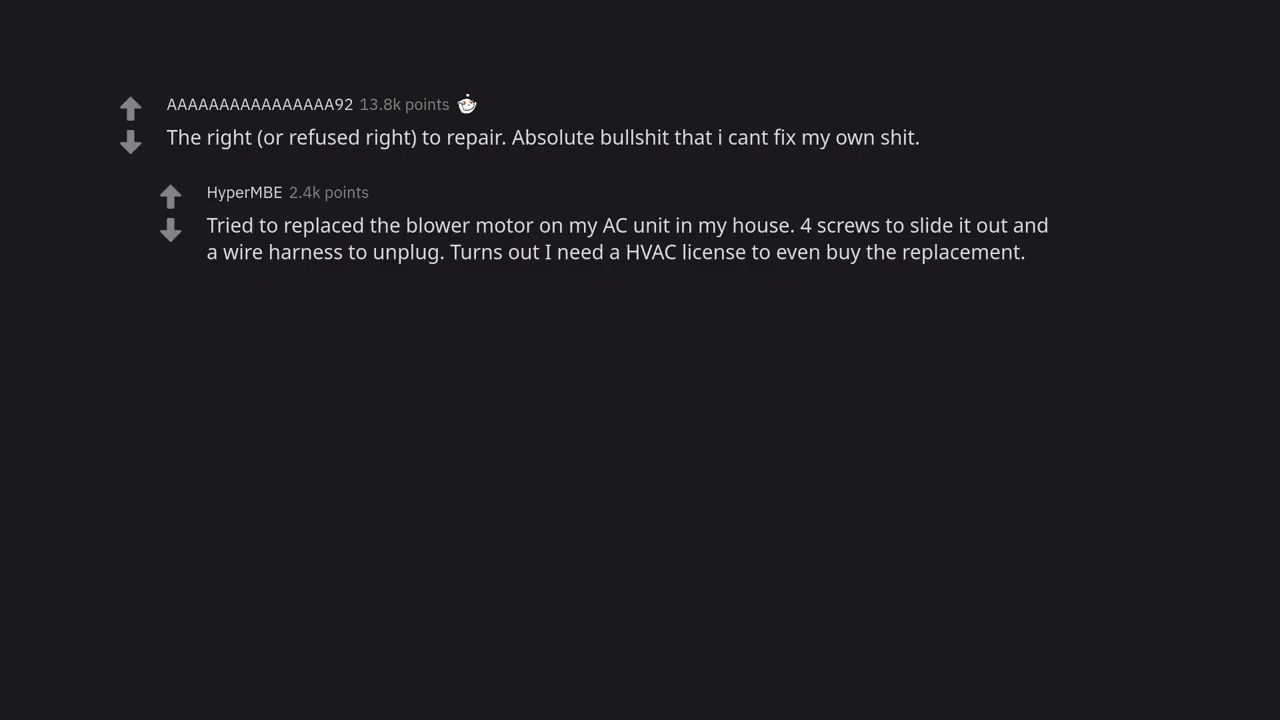 AAAAAAAAAAAAAAAA92 13.8k points
The right (or refused right) to repair. Absolute bullshit that i cant fix my own shit.
HyperMBE 2.4k points
Tried to replaced the blower motor on my AC unit in my house. 4 screws to slide it out and
a wire harness to unplug. Turns out I need a HVAC license to even buy the replacement.